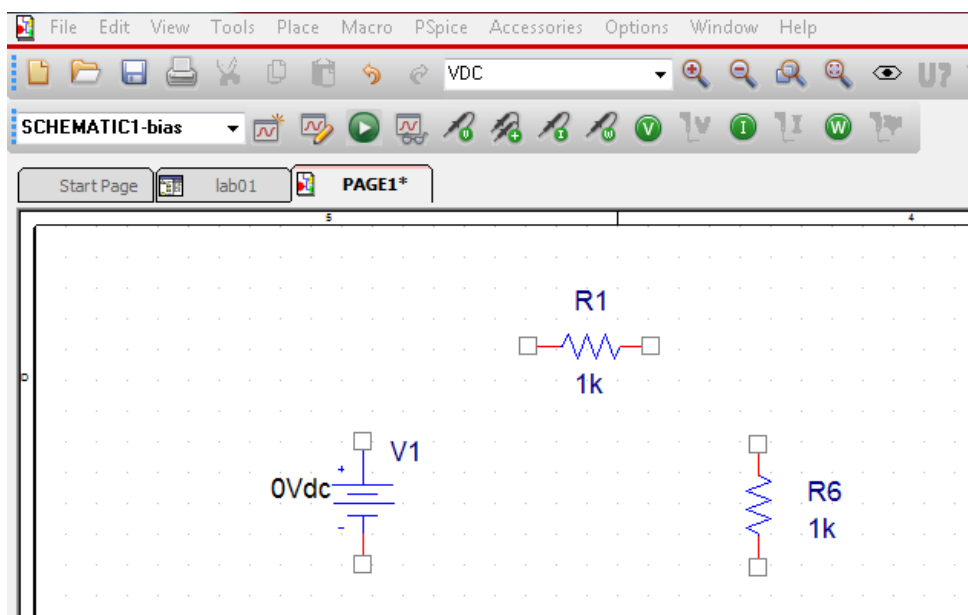 File Edit View Tools Place Macro PSpice Accessories Options Window Help
VDC U?
SCHEMATIC1-bias V V I I W
Start Page lab01 PAGE1*
5 4
R1
1k
D
V1
+
0Vdc
-
R6
1k